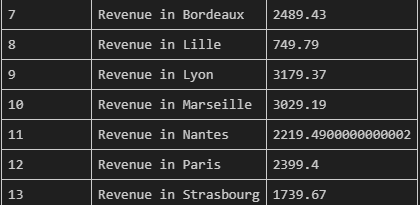 7 Revenue in Bordeaux 2489.43
8 Revenue in Lille 749.79
9 Revenue in Lyon 3179.37
10 Revenue in Marseille 3029.19
11 Revenue in Nantes 2219.4900000000002
12 Revenue in Paris 2399.4
13 Revenue in Strasbourg 1739.67